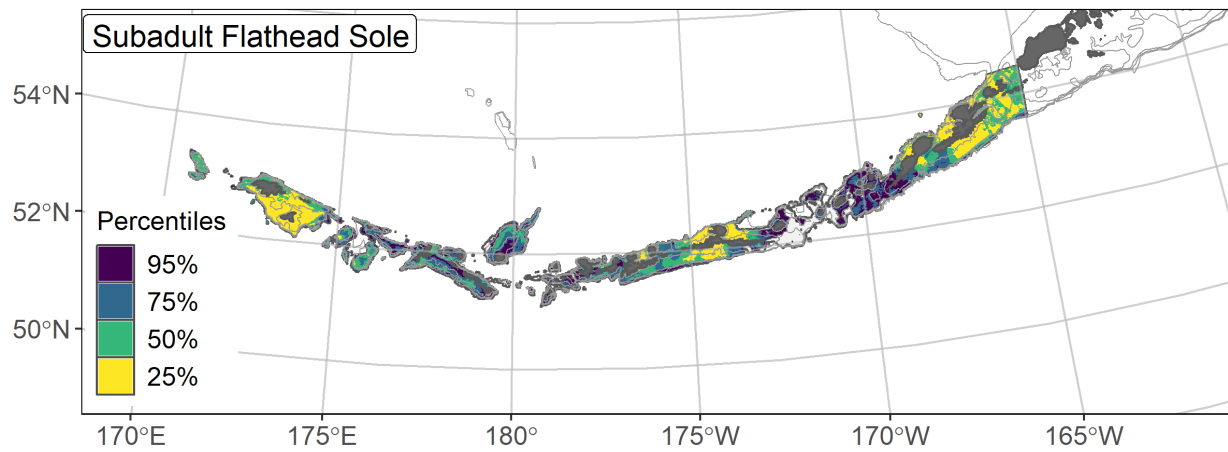 Subadult Flathead Sole
54°N
52°N
50°N
Percentiles
95%
75%
50%
25%
170°E
175°E
180°
175°W
170°W
165°W